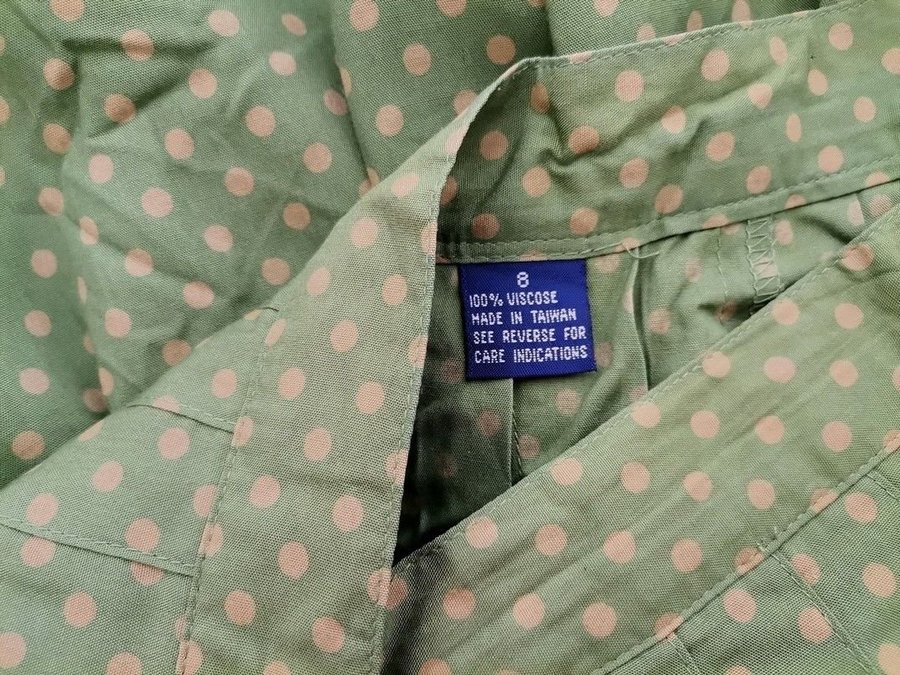 8
100% VISCOSE
MADE IN TAIWAN
SEE REVERSE FOR
CARE INDICATIONS